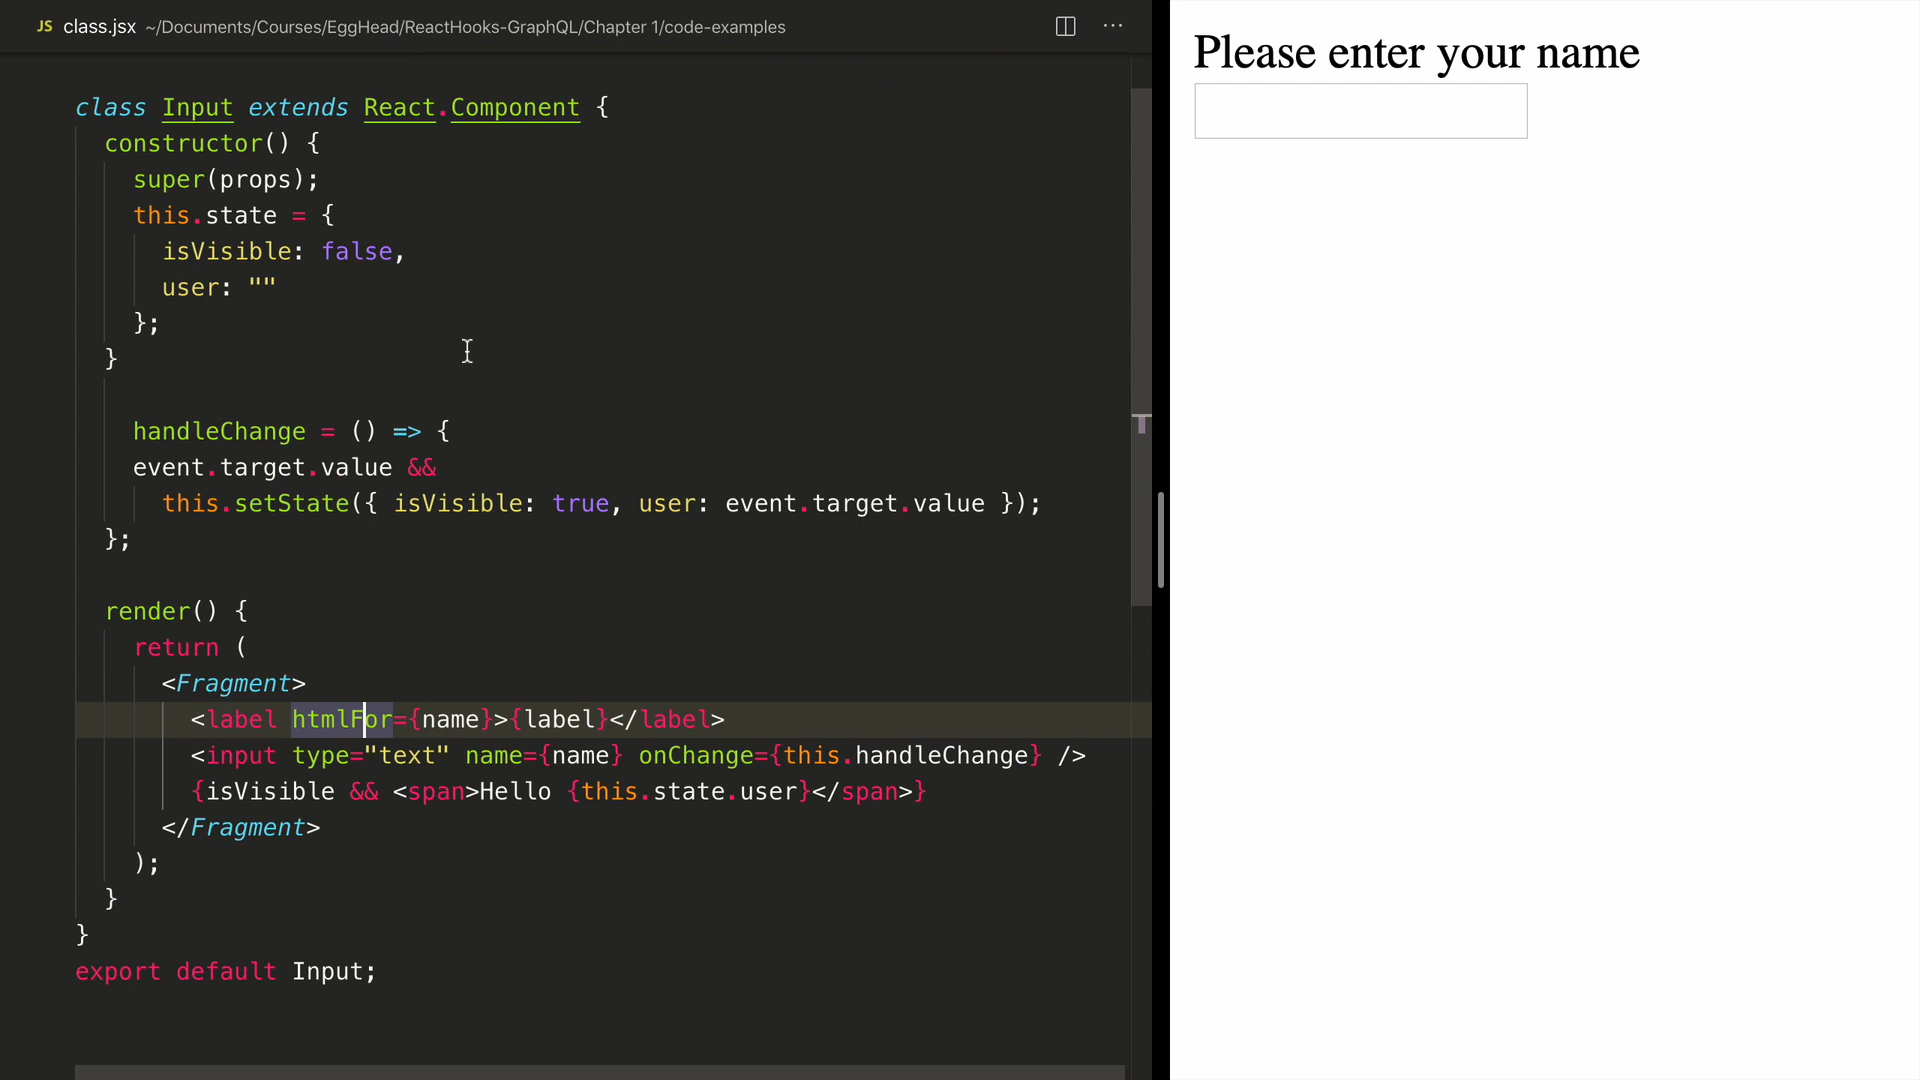 JS class.jsx ~/Documents/Courses/EggHead/ReactHooks-GraphQL/Chapter 1/code-examples
class Input extends React.Component {
constructor() {
super(props);
this.state = {
isVisible: false,
user: ""
};
}
handleChange = () => {
event.target.value &&
this.setState({ isVisible: true, user: event.target.value });
};
render() {
return (
<Fragment>
<label htmlFor={name}>{label}</label>
<input type="text" name={name} onChange={this.handleChange} />
{isVisible && <span>Hello {this.state.user}</span>}
</Fragment>
);
}
}
export default Input;
Please enter your name